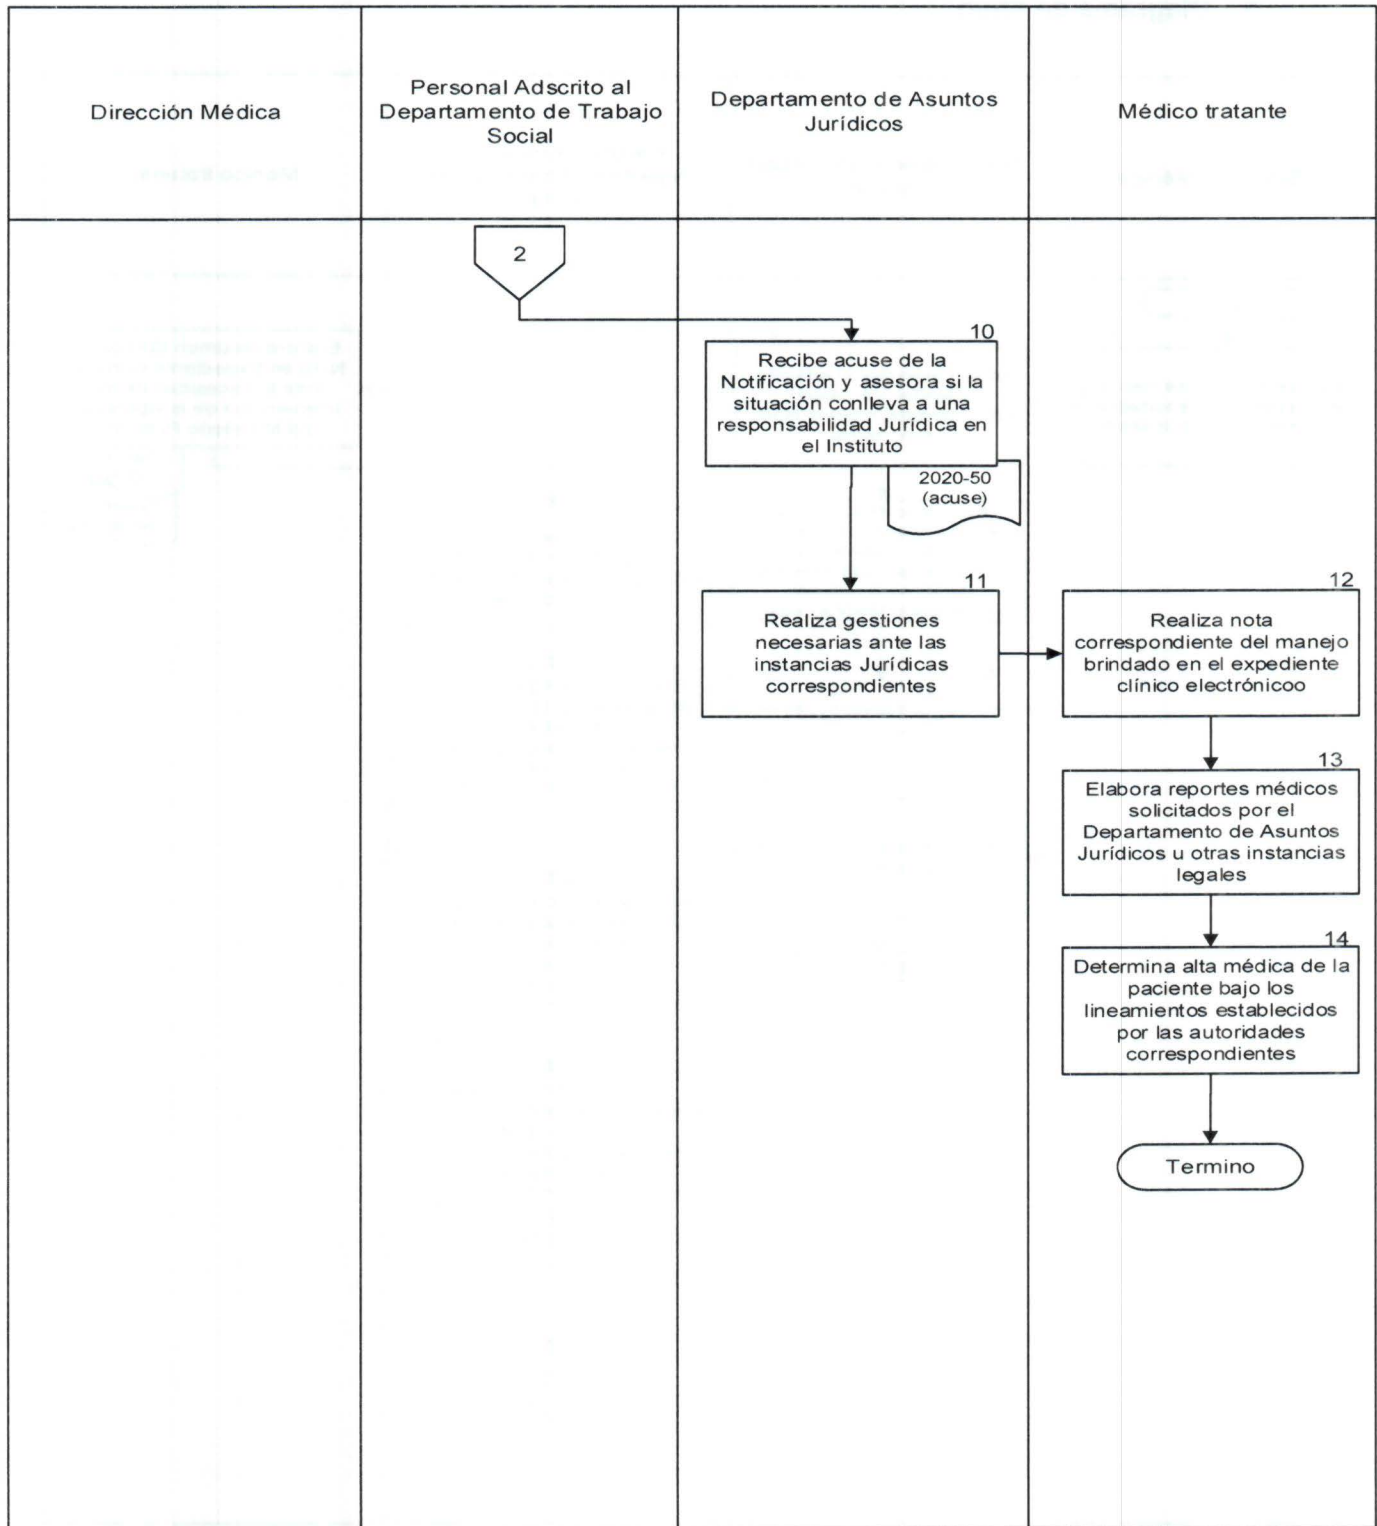 Dirección Médica
Personal Adscrito al
Departamento de Trabajo
Social
Departamento de Asuntos
Jurídicos
Médico tratante
2
10
Recibe acuse de la
Notificación y asesora si la
situación conlleva a una
responsabilidad Jurídica en
el Instituto
2020-50
(acuse)
11
Realiza gestiones
necesarias ante las
instancias Jurídicas
correspondientes
12
Realiza nota
correspondiente del manejo
brindado en el expediente
clínico electrónicoo
13
Elabora reportes médicos
solicitados por el
Departamento de Asuntos
Jurídicos u otras instancias
legales
14
Determina alta médica de la
paciente bajo los
lineamientos establecidos
por las autoridades
correspondientes
Termino